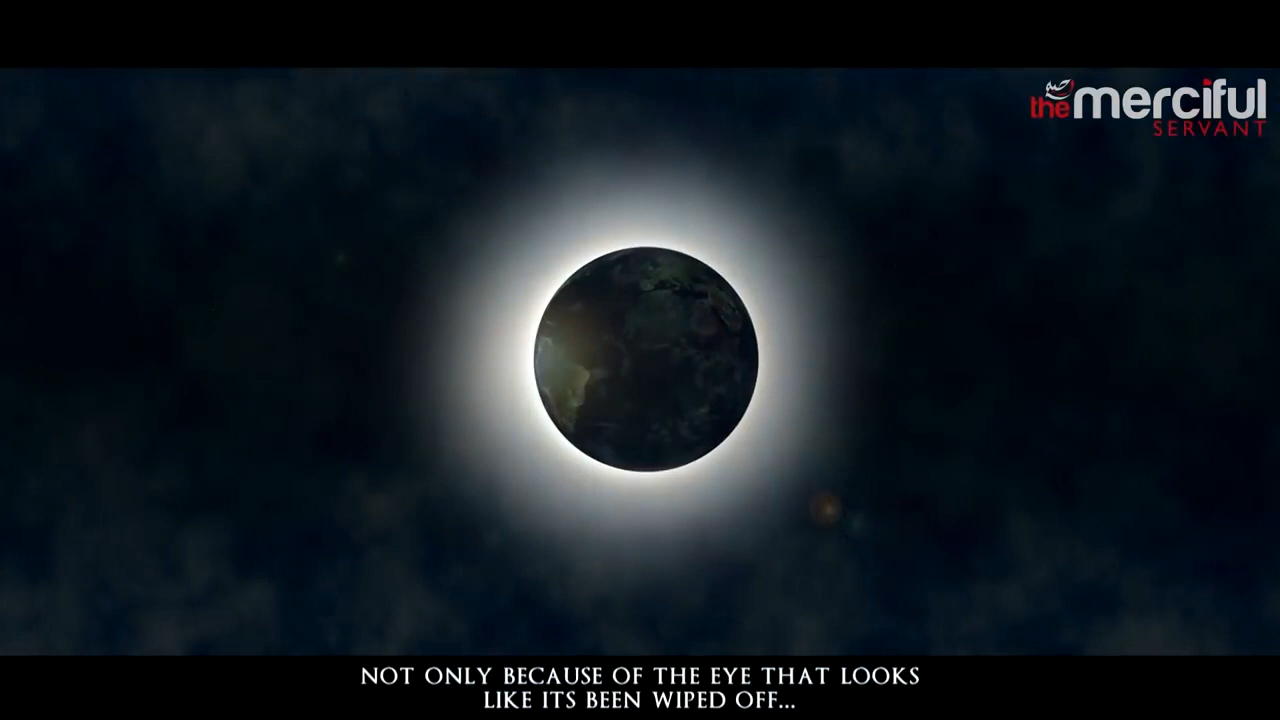 the merciful
SERVANT
NOT ONLY BECAUSE OF THE EYE THAT LOOKS
LIKE ITS BEEN WIPED OFF...